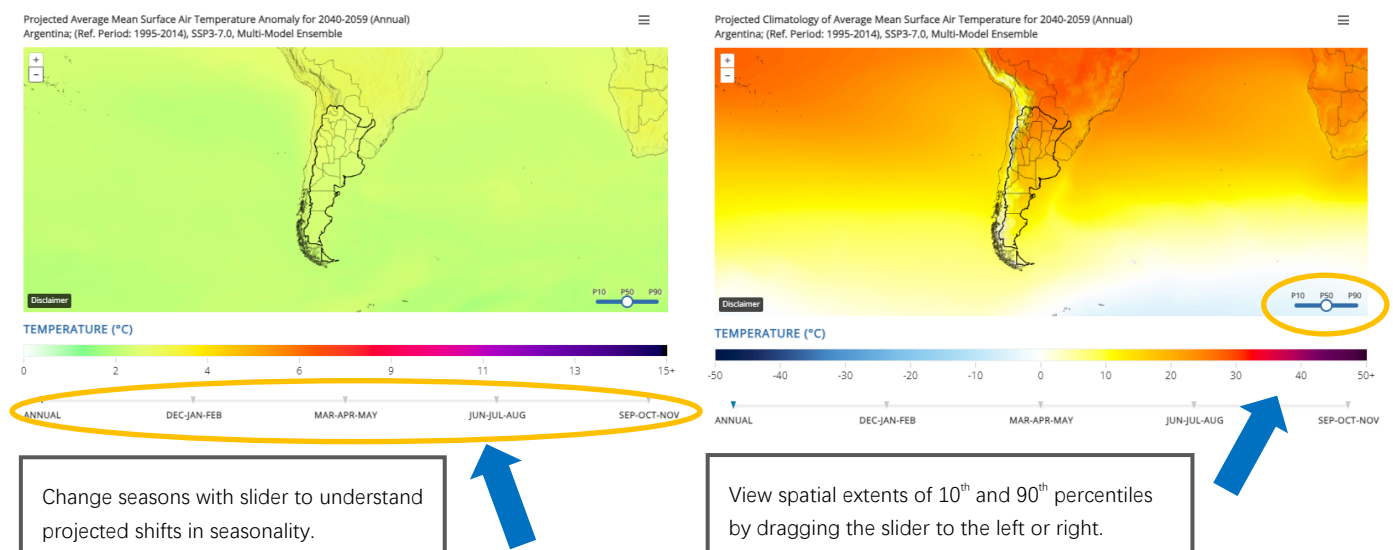 Projected Average Mean Surface Air Temperature Anomaly for 2040-2059 (Annual)
Argentina; (Ref. Period: 1995-2014), SSP3-7.0, Multi-Model Ensemble
+
−
Disclaimer
P10 P50 P90
TEMPERATURE (°C)
0 2 4 6 9 11 13 15+
ANNUAL DEC-JAN-FEB MAR-APR-MAY JUN-JUL-AUG SEP-OCT-NOV
Change seasons with slider to understand
projected shifts in seasonality.
Projected Climatology of Average Mean Surface Air Temperature for 2040-2059 (Annual)
Argentina; (Ref. Period: 1995-2014), SSP3-7.0, Multi-Model Ensemble
+
−
Disclaimer
P10 P50 P90
TEMPERATURE (°C)
-50 -40 -30 -20 -10 0 10 20 30 40 50+
ANNUAL DEC-JAN-FEB MAR-APR-MAY JUN-JUL-AUG SEP-OCT-NOV
View spatial extents of 10th and 90th percentiles
by dragging the slider to the left or right.